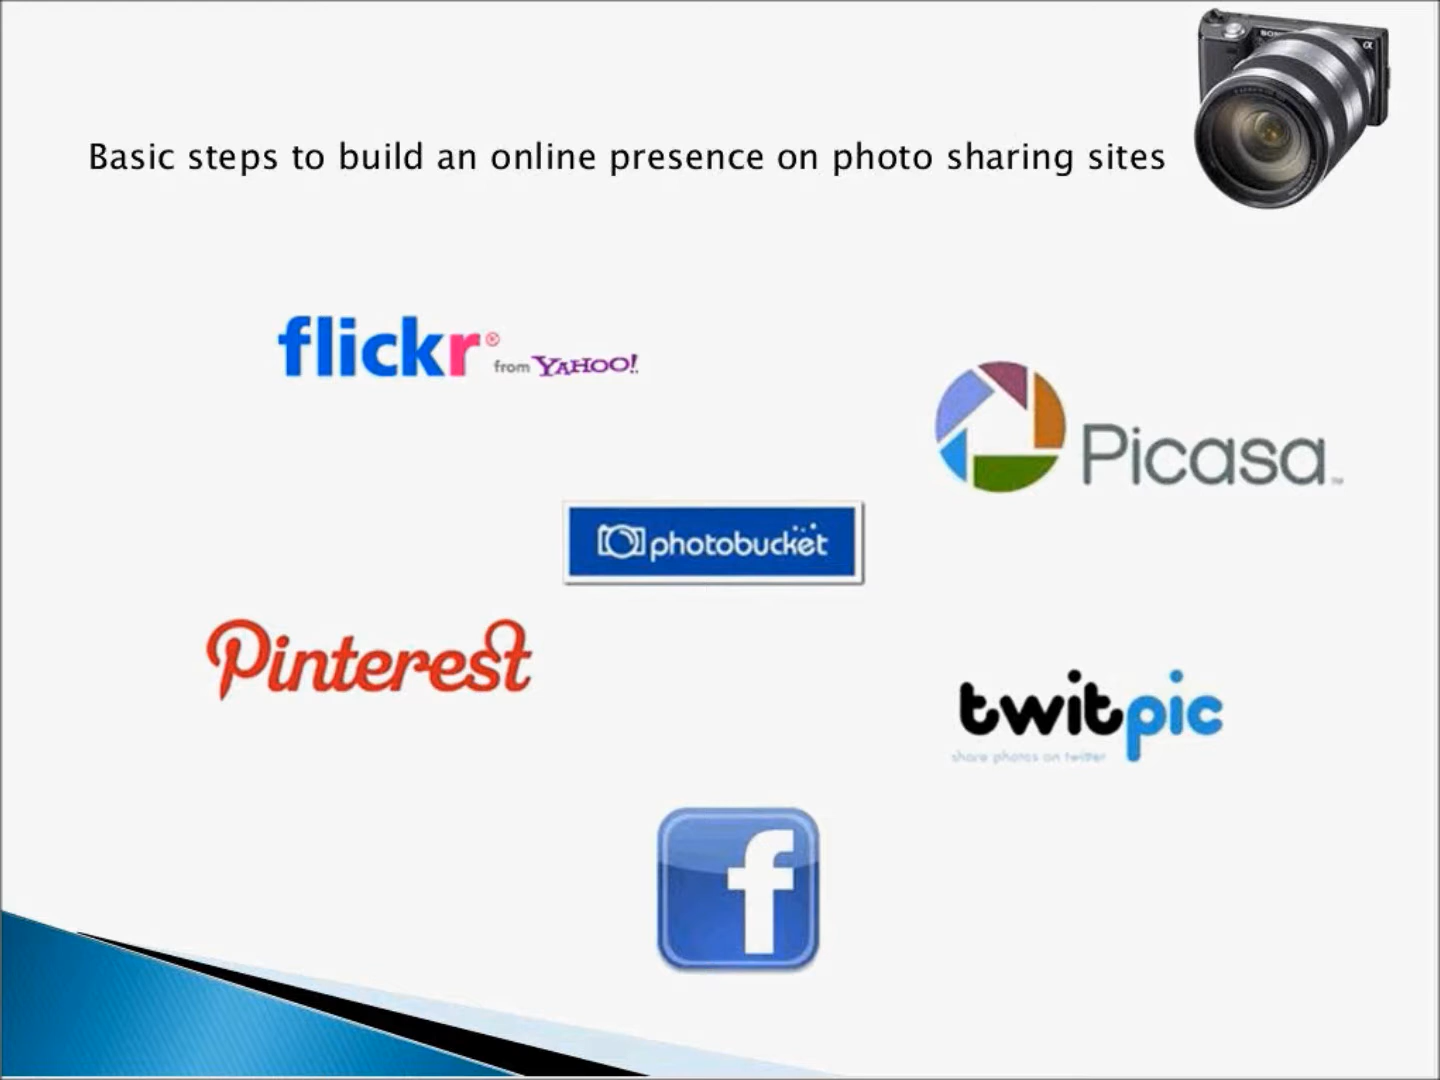 Basic steps to build an online presence on photo sharing sites
flickr® from YAHOO!
Picasa™
photobucket
Pinterest
twitpic
share photos on twitter
f